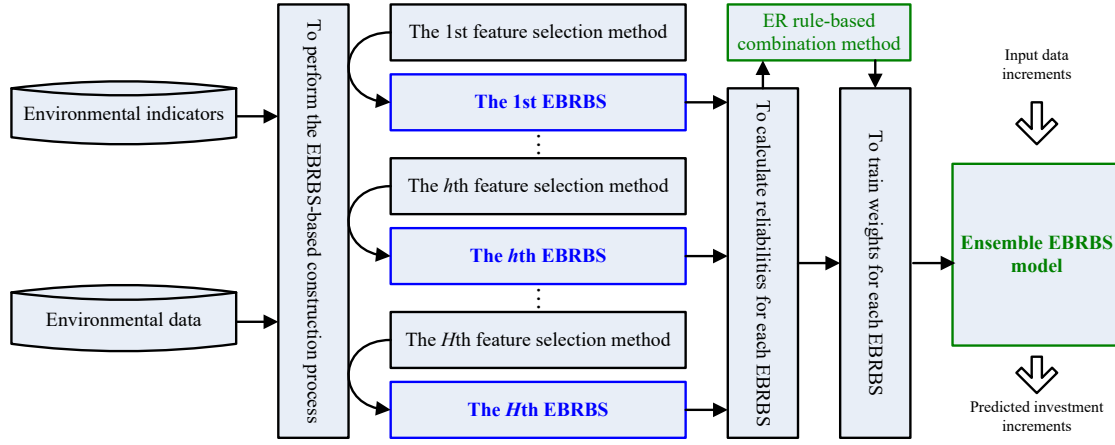 Environmental indicators
Environmental data
To perform the EBRBS-based construction process
The 1st feature selection method
The 1st EBRBS
The hth feature selection method
The hth EBRBS
The Hth feature selection method
The Hth EBRBS
ER rule-based
combination method
To calculate reliabilities for each EBRBS
To train weights for each EBRBS
Input data
increments
Ensemble EBRBS
model
Predicted investment
increments